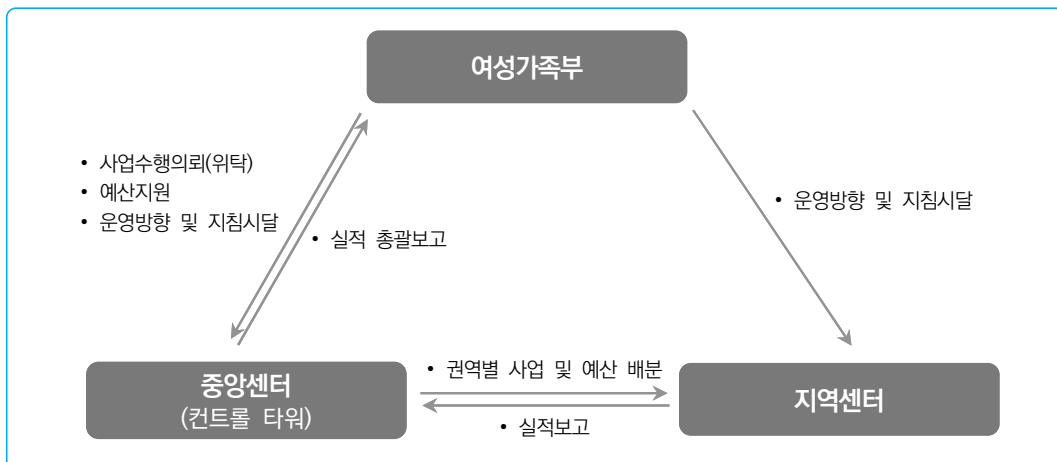 여성가족부
• 사업수행의뢰(위탁)
• 예산지원
• 운영방향 및 지침시달
• 실적 총괄보고
• 운영방향 및 지침시달
중앙센터
(컨트롤 타워)
• 권역별 사업 및 예산 배분
• 실적보고
지역센터